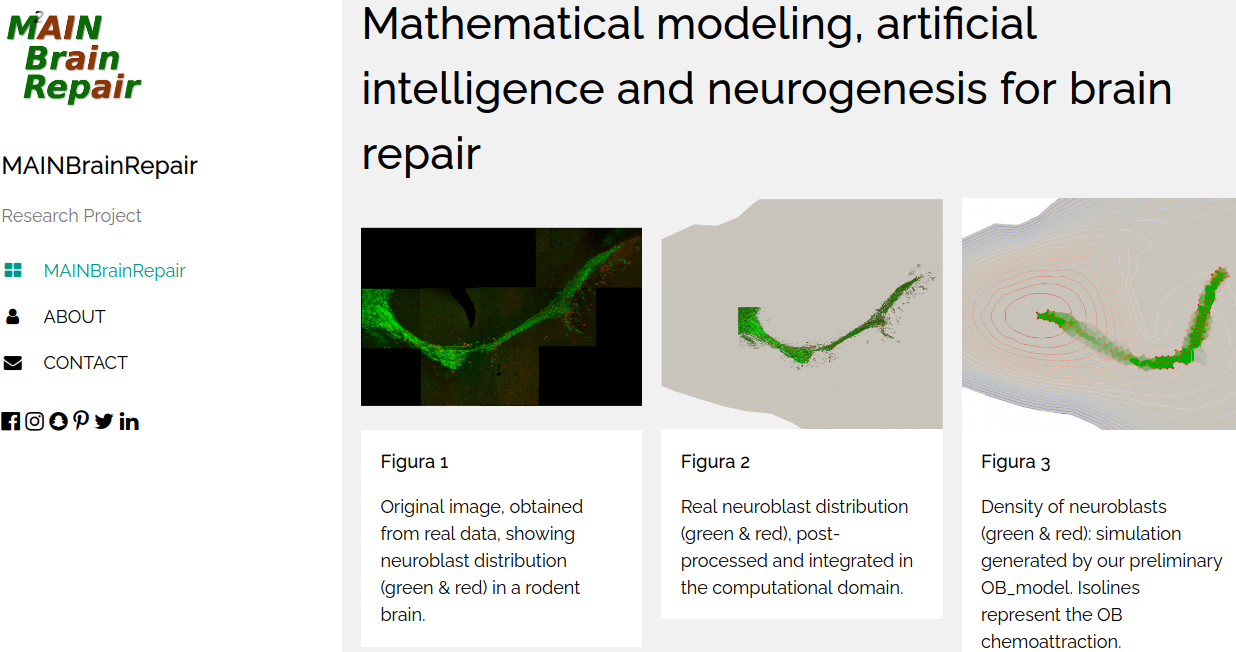 M²AIN
Brain
Repair
MAINBrainRepair
Research Project
MAINBrainRepair
ABOUT
CONTACT
Mathematical modeling, artificial
intelligence and neurogenesis for brain
repair
Figura 1
Original image, obtained
from real data, showing
neuroblast distribution
(green & red) in a rodent
brain.
Figura 2
Real neuroblast distribution
(green & red), post-
processed and integrated in
the computational domain.
Figura 3
Density of neuroblasts
(green & red): simulation
generated by our preliminary
OB_model. Isolines
represent the OB
chemoattraction.